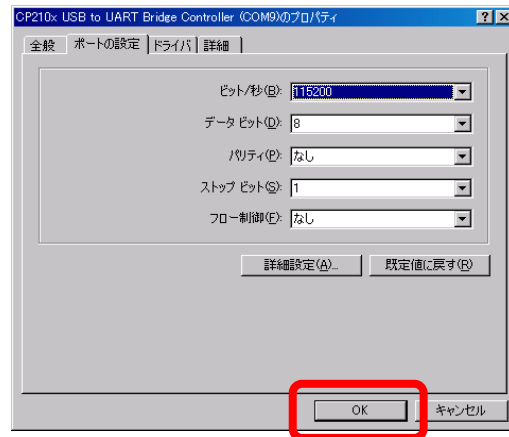 CP210x USB to UART Bridge Controller (COM9)のプロパティ
全般 ポートの設定 ドライバ 詳細
ビット/秒(B): 115200
データ ビット(D): 8
パリティ(P): なし
ストップ ビット(S): 1
フロー制御(F): なし
詳細設定(A)... 既定値に戻す(R)
OK キャンセル